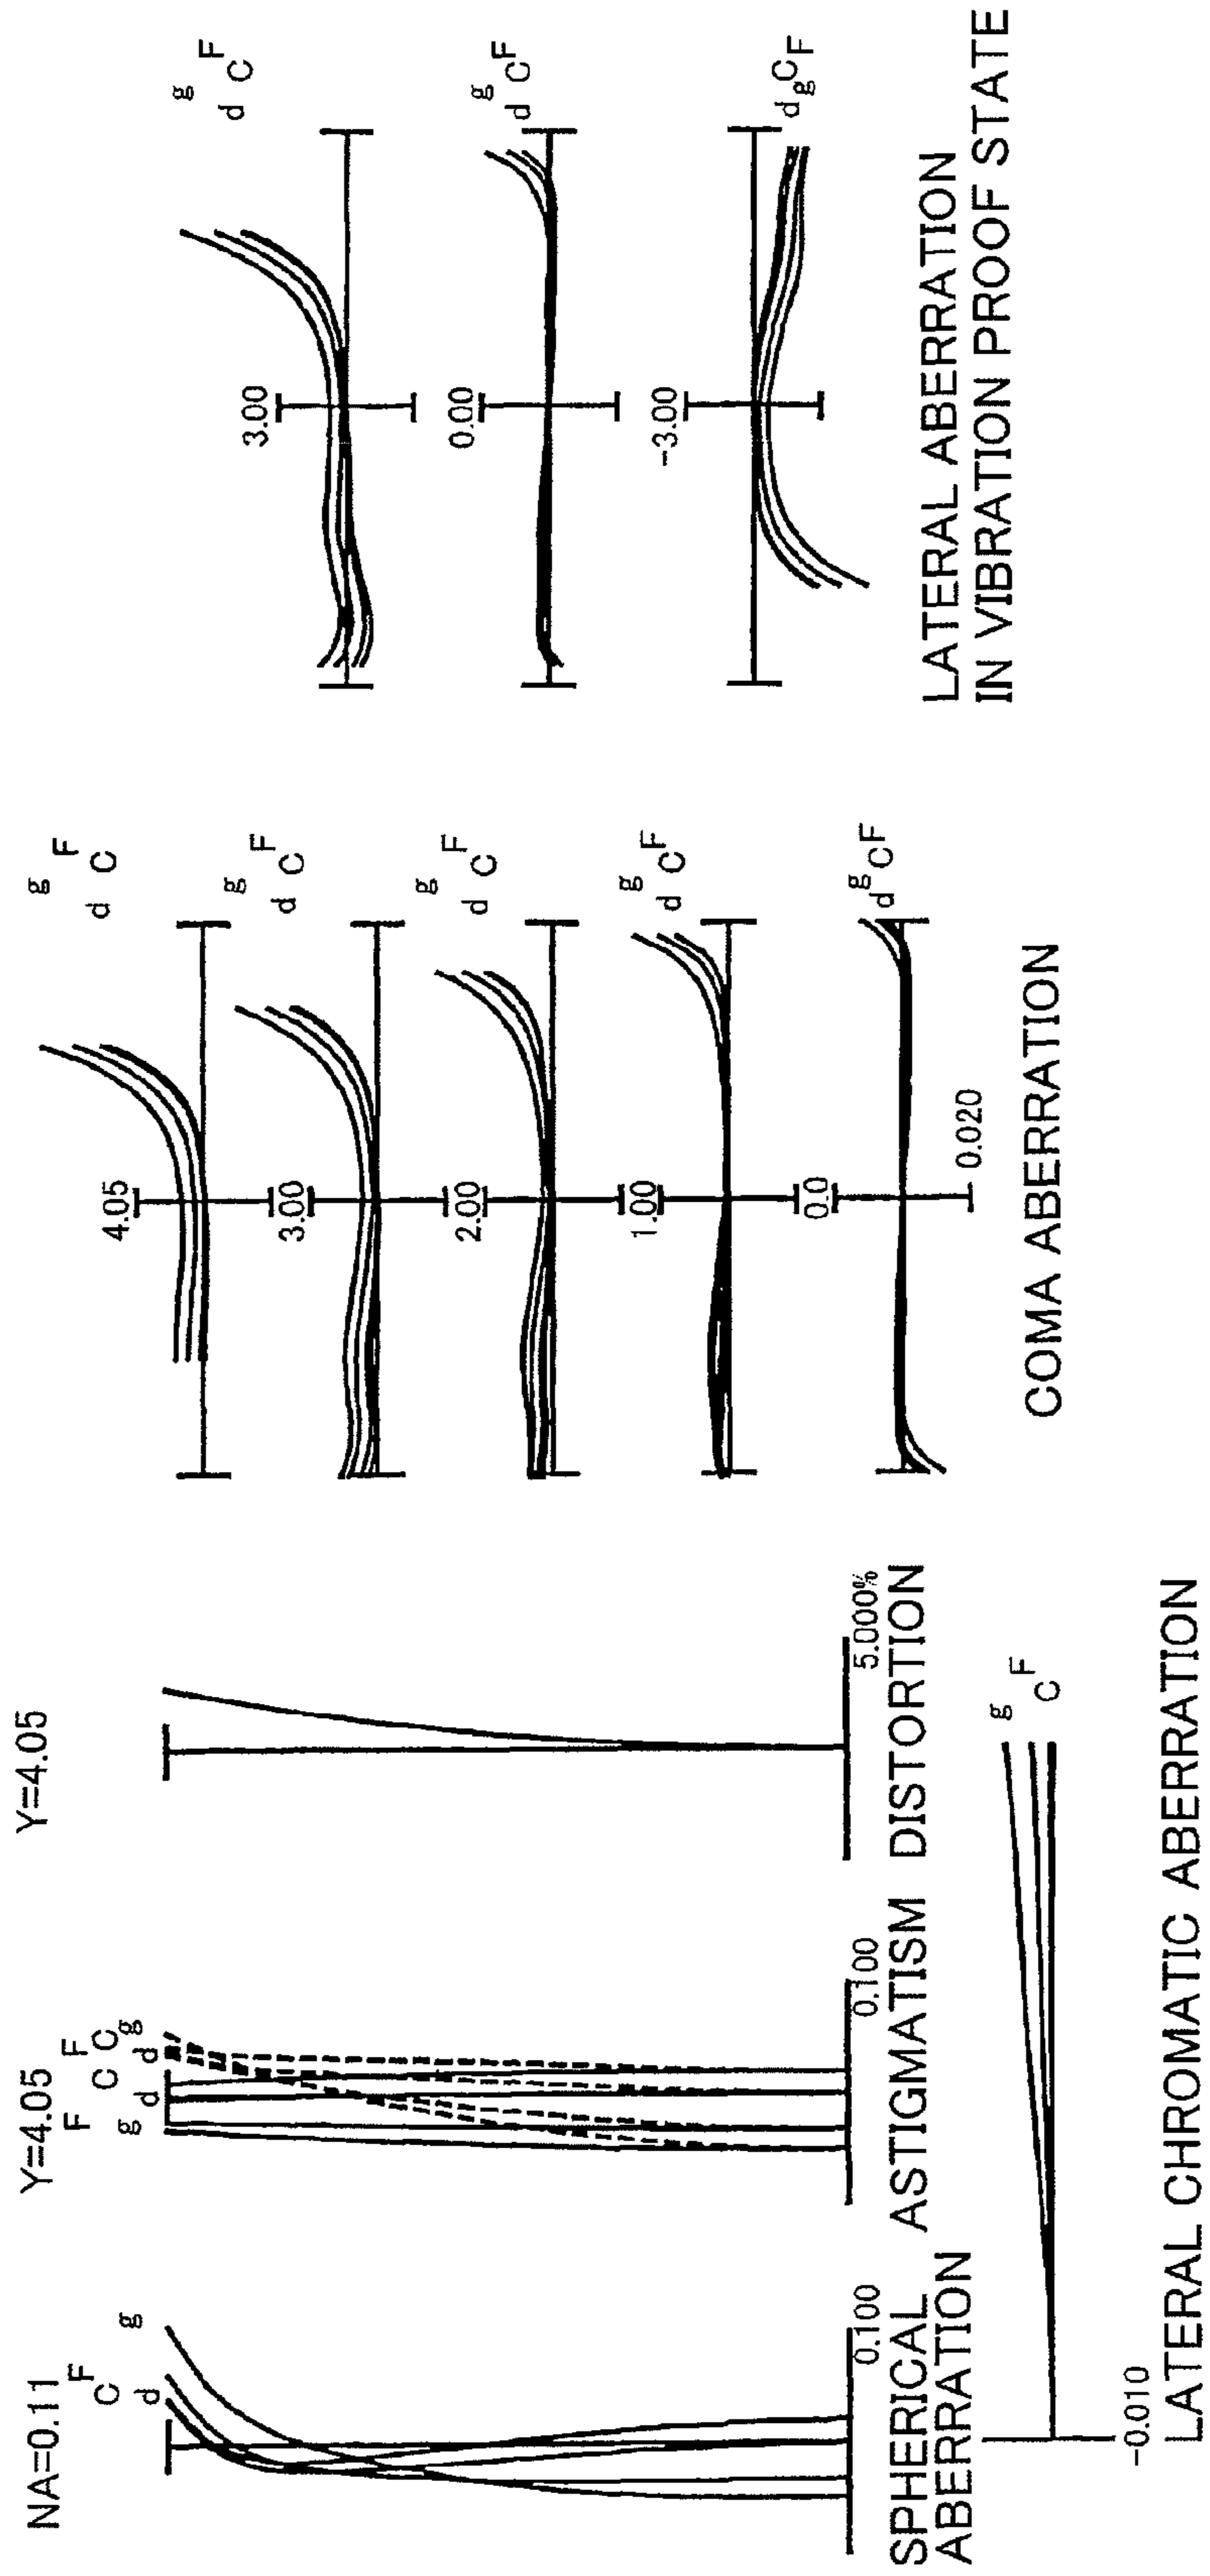 NA=0.11
F
C
g
d
0.100
SPHERICAL
ABERRATION
Y=4.05
F
g
C
d
F
d
C
g
0.100
ASTIGMATISM
Y=4.05
5.000%
DISTORTION
g
F
C
-0.010
LATERAL CHROMATIC ABERRATION
4.05
g
F
d
C
3.00
g
F
d
C
2.00
g
F
d
C
1.00
g
F
d
C
0.0
g
F
d
C
0.020
COMA ABERRATION
3.00
g
F
d
C
0.00
g
F
d
C
-3.00
d
g
C
F
LATERAL ABERRATION
IN VIBRATION PROOF STATE